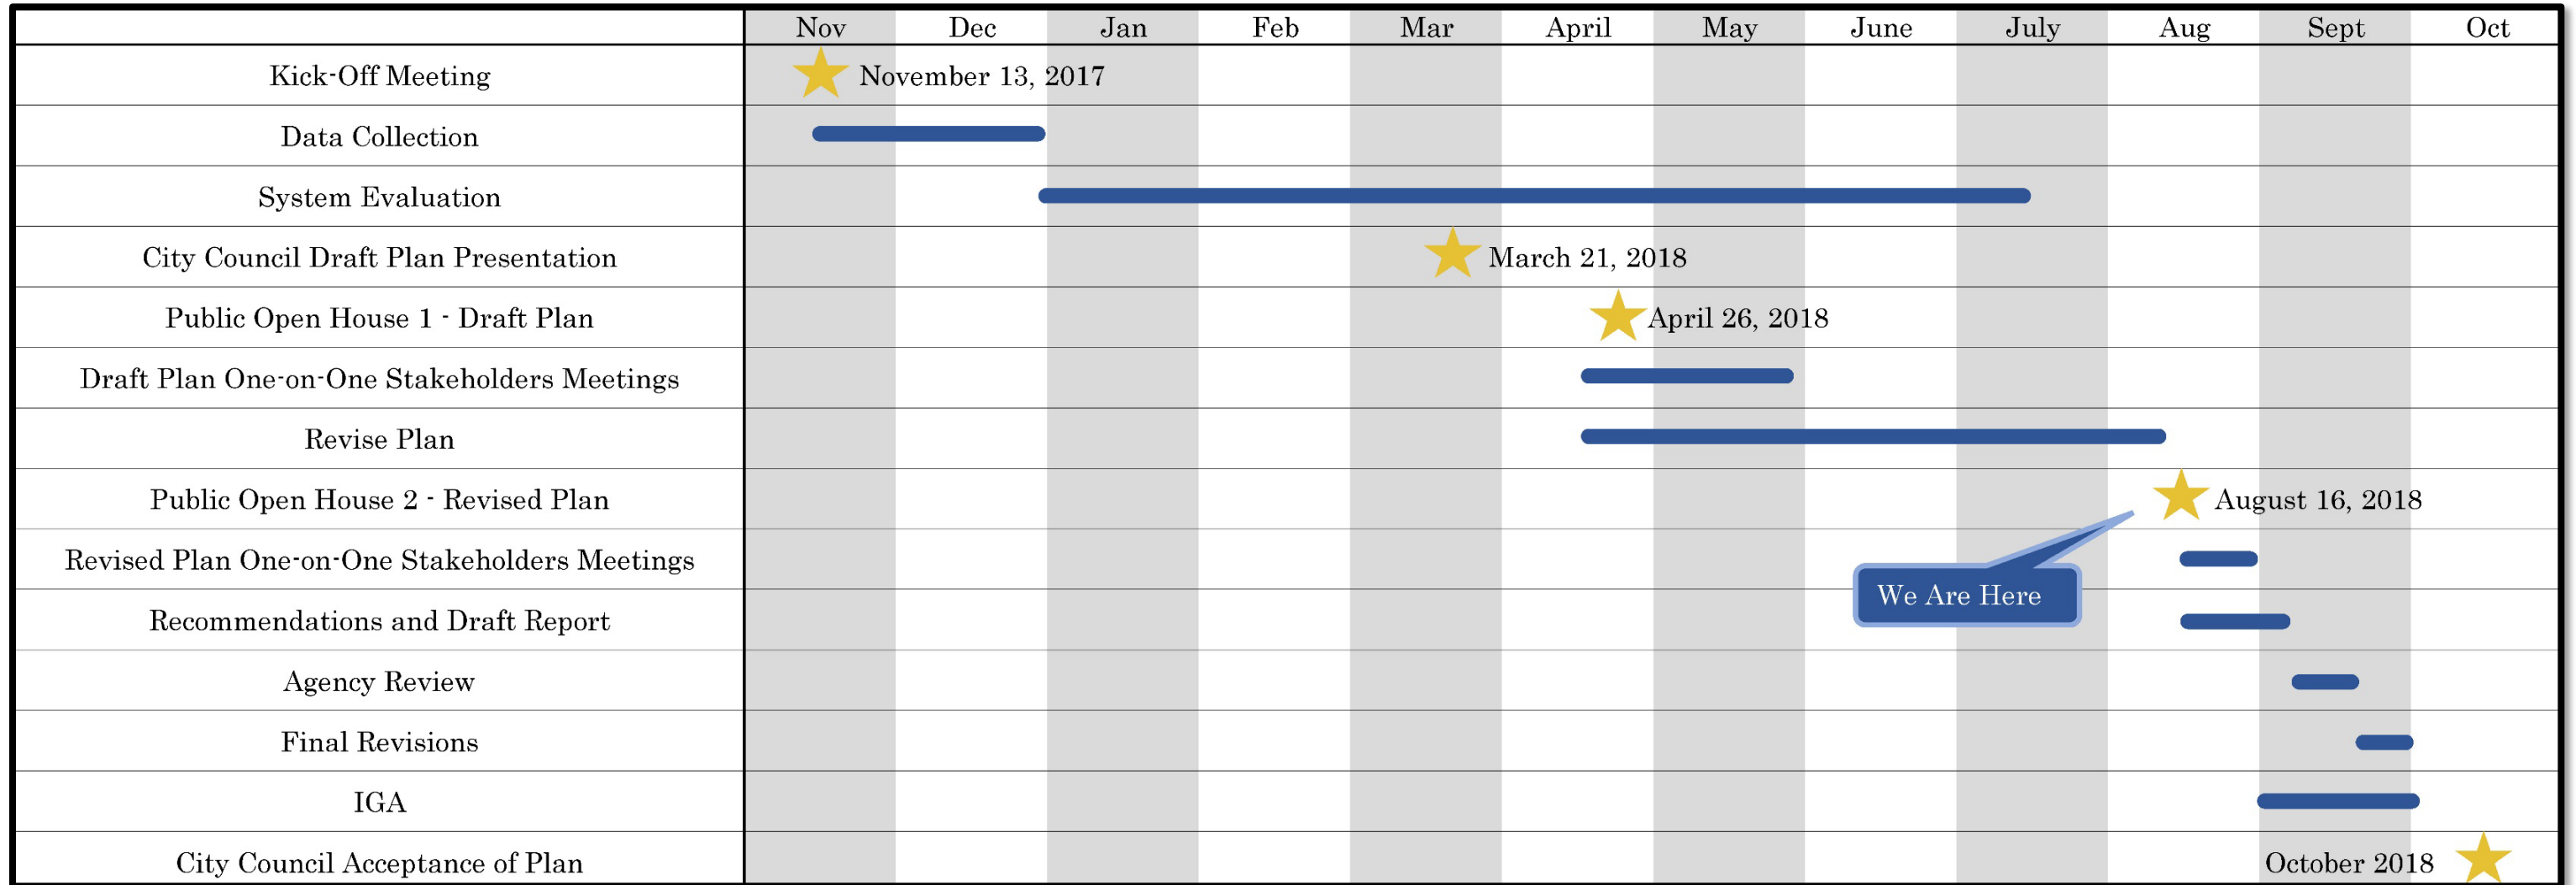 Nov Dec Jan Feb Mar April May June July Aug Sept Oct
Kick-Off Meeting November 13, 2017
Data Collection
System Evaluation
City Council Draft Plan Presentation March 21, 2018
Public Open House 1 - Draft Plan April 26, 2018
Draft Plan One-on-One Stakeholders Meetings
Revise Plan
Public Open House 2 - Revised Plan August 16, 2018
Revised Plan One-on-One Stakeholders Meetings
We Are Here
Recommendations and Draft Report
Agency Review
Final Revisions
IGA
City Council Acceptance of Plan October 2018